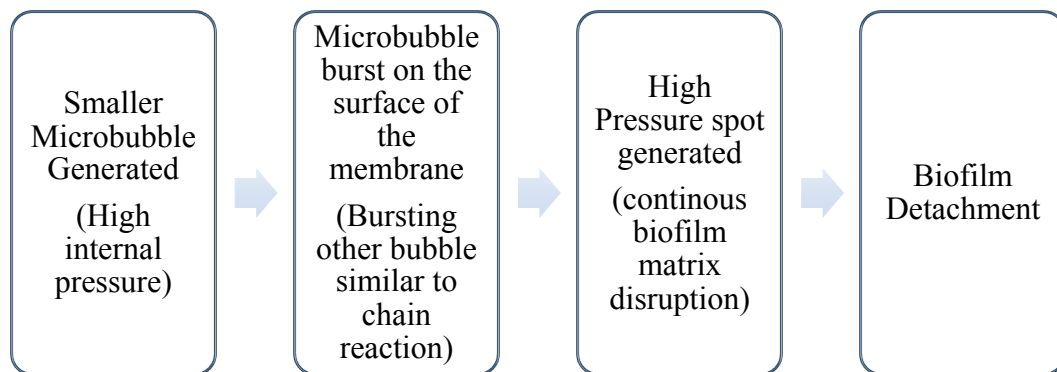 Smaller
Microbubble
Generated
(High
internal
pressure)
Microbubble
burst on the
surface of
the
membrane
(Bursting
other bubble
similar to
chain
reaction)
High
Pressure spot
generated
(continous
biofilm
matrix
disruption)
Biofilm
Detachment